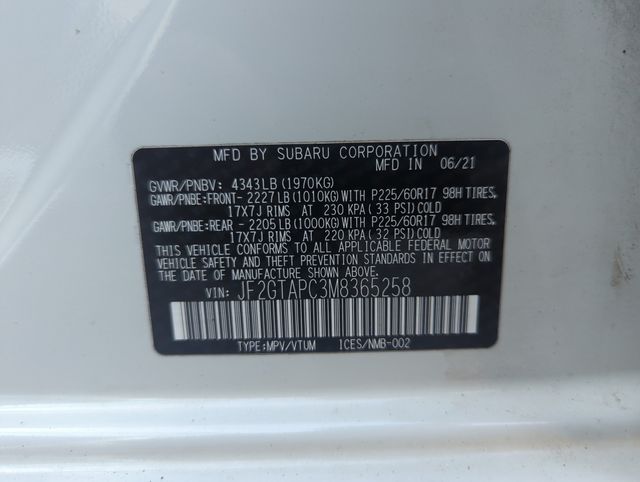 MFD BY SUBARU CORPORATION
MFD IN 06/21
GVWR/PNBV: 4343LB(1970KG)
GAWR/PNBE:FRONT-2227LB(1010KG)WITH P225/60R17 98H TIRES,
17X7J RIMS AT 230 KPA(33 PSI)COLD
GAWR/PNBE:REAR - 2205LB(1000KG)WITH P225/60R17 98H TIRES,
17X7J RIMS AT 220 KPA(32 PSI)COLD
THIS VEHICLE CONFORMS TO ALL APPLICABLE FEDERAL MOTOR
VEHICLE SAFETY AND THEFT PREVENTION STANDARDS IN EFFECT ON
THE DATE OF MANUFACTURE SHOWN ABOVE.
VIN: JF2GTAPC3M8365258
TYPE:MPV/VTUM ICES/NMB-002